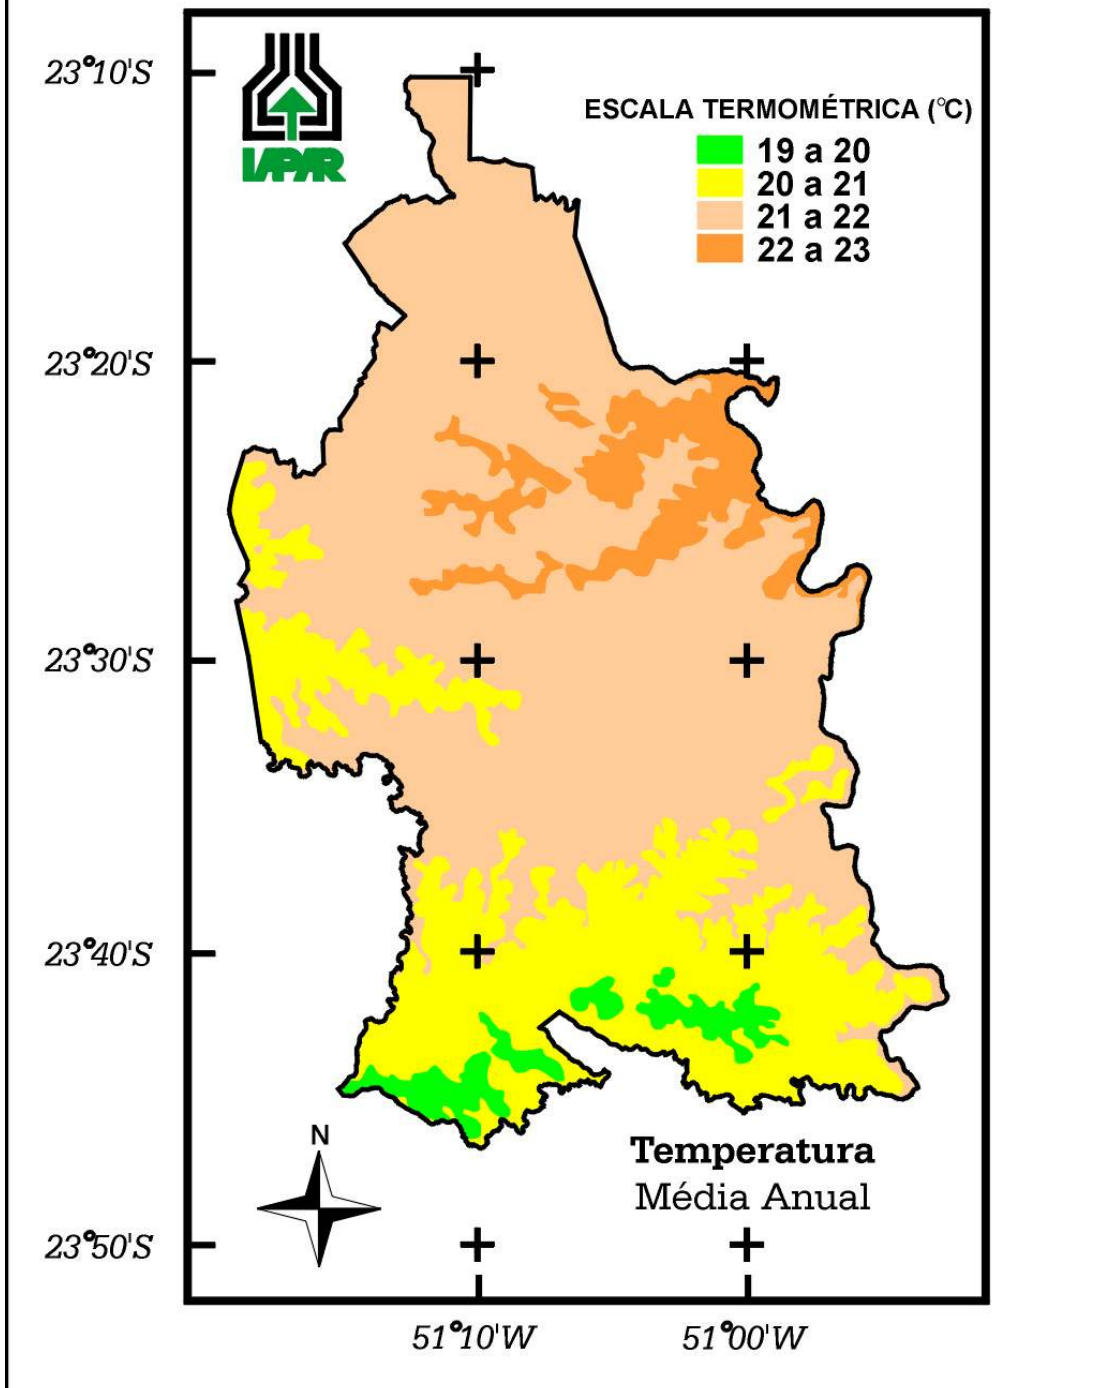 IAPAR
ESCALA TERMOMÉTRICA (°C)
19 a 20
20 a 21
21 a 22
22 a 23
23°10'S
23°20'S
23°30'S
23°40'S
23°50'S
N
Temperatura
Média Anual
51°10'W
51°00'W